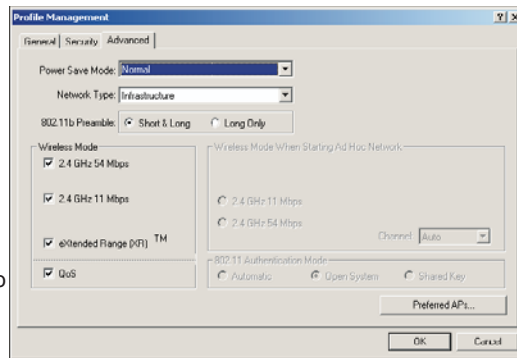 Profile Management
General Security Advanced
Power Save Mode: Normal
Network Type: Infrastructure
802.11b Preamble: Short & Long Long Only
Wireless Mode
2.4 GHz 54 Mbps
2.4 GHz 11 Mbps
eXtended Range (XR) TM
QoS
Wireless Mode When Starting Ad Hoc Network
2.4 GHz 11 Mbps
2.4 GHz 54 Mbps
Channel: Auto
802.11 Authentication Mode
Automatic Open System Shared Key
Preferred APs...
OK Cancel